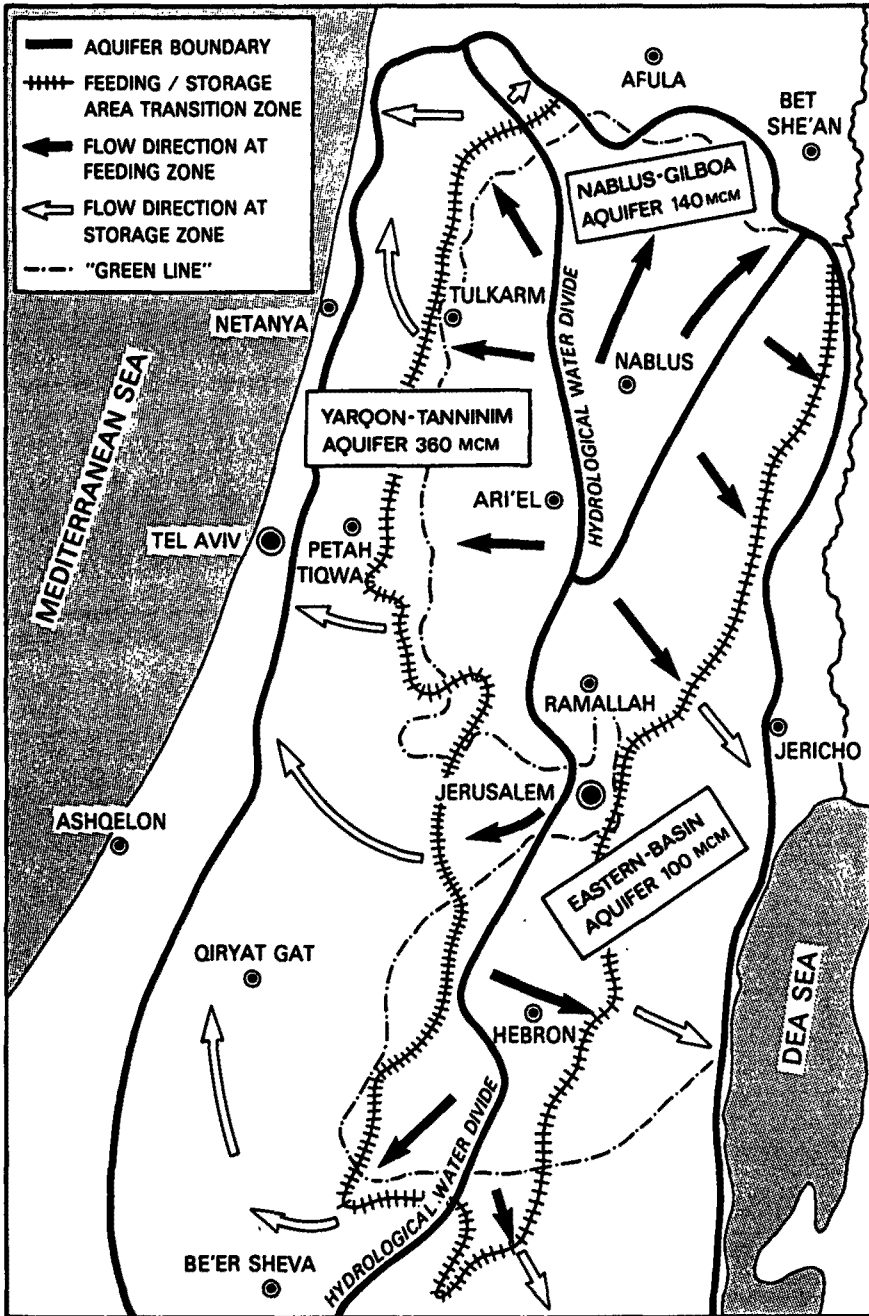 AQUIFER BOUNDARY
FEEDING / STORAGE
AREA TRANSITION ZONE
FLOW DIRECTION AT
FEEDING ZONE
FLOW DIRECTION AT
STORAGE ZONE
"GREEN LINE"
AFULA
BET
SHE'AN
NABLUS-GILBOA
AQUIFER 140 MCM
NETANYA
TULKARM
HYDROLOGICAL WATER DIVIDE
NABLUS
MEDITERRANEAN SEA
YARQON-TANNINIM
AQUIFER 360 MCM
ARI'EL
TEL AVIV
PETAH
TIQWA
RAMALLAH
JERICHO
JERUSALEM
ASHQELON
EASTERN-BASIN
AQUIFER 100 MCM
QIRYAT GAT
HEBRON
DEA SEA
HYDROLOGICAL WATER DIVIDE
BE'ER SHEVA